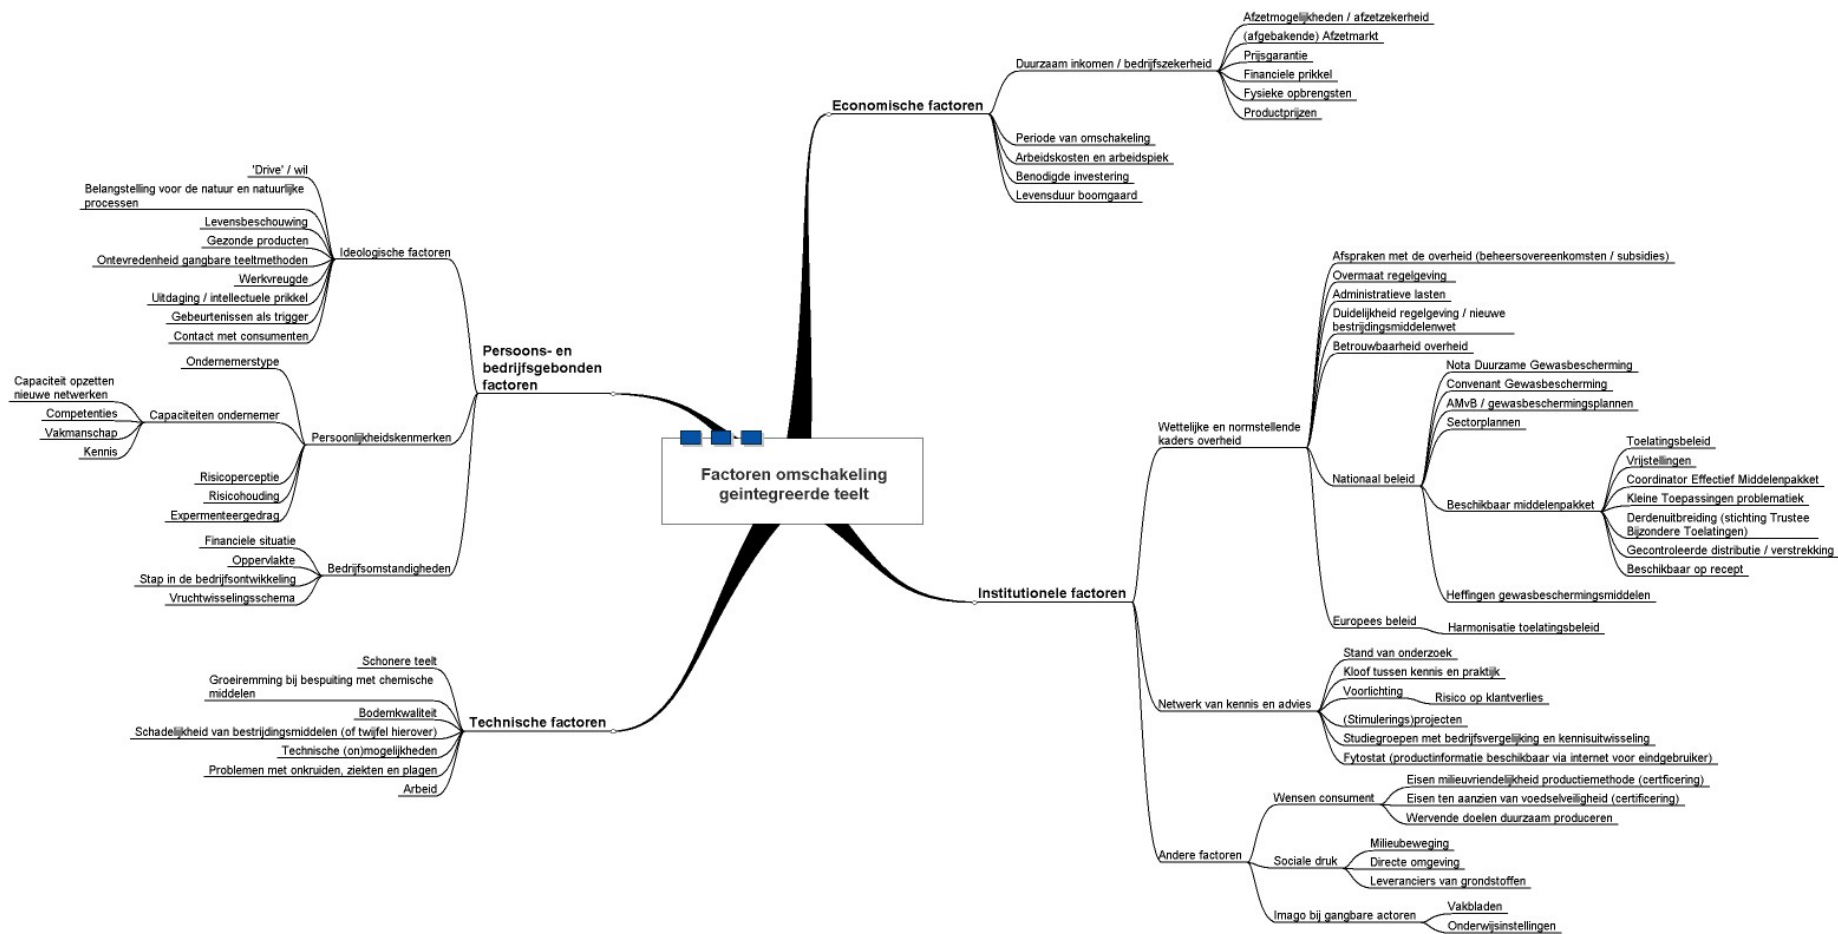 Factoren omschakeling
geintegreerde teelt
Economische factoren
Duurzaam inkomen / bedrijfszekerheid
Afzetmogelijkheden / afzetzekerheid
(afgebakende) Afzetmarkt
Prijsgarantie
Financiele prikkel
Fysieke opbrengsten
Productprijzen
Periode van omschakeling
Arbeidskosten en arbeidspiek
Benodigde investering
Levensduur boomgaard
Institutionele factoren
Wettelijke en normstellende
kaders overheid
Afspraken met de overheid (beheersovereenkomsten / subsidies)
Overmaat regelgeving
Administratieve lasten
Duidelijkheid regelgeving / nieuwe
bestrijdingsmiddelenwet
Betrouwbaarheid overheid
Nationaal beleid
Nota Duurzame Gewasbescherming
Convenant Gewasbescherming
AMvB / gewasbeschermingsplannen
Sectorplannen
Beschikbaar middelenpakket
Toelatingsbeleid
Vrijstellingen
Coordinator Effectief Middelenpakket
Kleine Toepassingen problematiek
Derdenuitbreiding (stichting Trustee
Bijzondere Toelatingen)
Gecontroleerde distributie / verstrekking
Beschikbaar op recept
Heffingen gewasbeschermingsmiddelen
Europees beleid
Harmonisatie toelatingsbeleid
Netwerk van kennis en advies
Stand van onderzoek
Kloof tussen kennis en praktijk
Voorlichting
Risico op klantverlies
(Stimulerings)projecten
Studiegroepen met bedrijfsvergelijking en kennisuitwisseling
Fytostat (productinformatie beschikbaar via internet voor eindgebruiker)
Andere factoren
Wensen consument
Eisen milieuvriendelijkheid productiemethode (certficering)
Eisen ten aanzien van voedselveiligheid (certificering)
Wervende doelen duurzaam produceren
Sociale druk
Milieubeweging
Directe omgeving
Leveranciers van grondstoffen
Imago bij gangbare actoren
Vakbladen
Onderwijsinstellingen
Persoons- en
bedrijfsgebonden
factoren
Ideologische factoren
'Drive' / wil
Belangstelling voor de natuur en natuurlijke
processen
Levensbeschouwing
Gezonde producten
Ontevredenheid gangbare teeltmethoden
Werkvreugde
Uitdaging / intellectuele prikkel
Gebeurtenissen als trigger
Contact met consumenten
Persoonlijkheidskenmerken
Ondernemerstype
Capaciteiten ondernemer
Capaciteit opzetten
nieuwe netwerken
Competenties
Vakmanschap
Kennis
Risicoperceptie
Risicohouding
Expermenteergedrag
Bedrijfsomstandigheden
Financiele situatie
Oppervlakte
Stap in de bedrijfsontwikkeling
Vruchtwisselingsschema
Technische factoren
Schonere teelt
Groeiremming bij bespuiting met chemische
middelen
Bodemkwaliteit
Schadelijkheid van bestrijdingsmiddelen (of twijfel hierover)
Technische (on)mogelijkheden
Problemen met onkruiden, ziekten en plagen
Arbeid